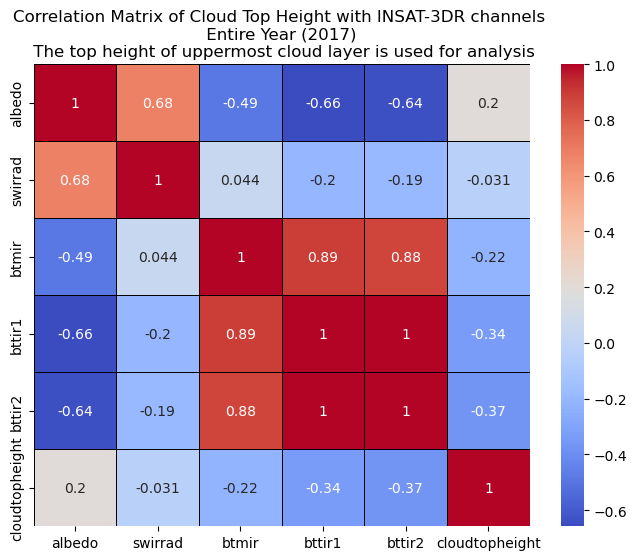 Correlation Matrix of Cloud Top Height with INSAT-3DR channels
Entire Year (2017)
The top height of uppermost cloud layer is used for analysis
albedo 1 0.68 -0.49 -0.66 -0.64 0.2
swirrad 0.68 1 0.044 -0.2 -0.19 -0.031
btmir -0.49 0.044 1 0.89 0.88 -0.22
bttir1 -0.66 -0.2 0.89 1 1 -0.34
bttir2 -0.64 -0.19 0.88 1 1 -0.37
cloudtopheight 0.2 -0.031 -0.22 -0.34 -0.37 1
albedo swirrad btmir bttir1 bttir2 cloudtopheight
1.0
0.8
0.6
0.4
0.2
0.0
−0.2
−0.4
−0.6